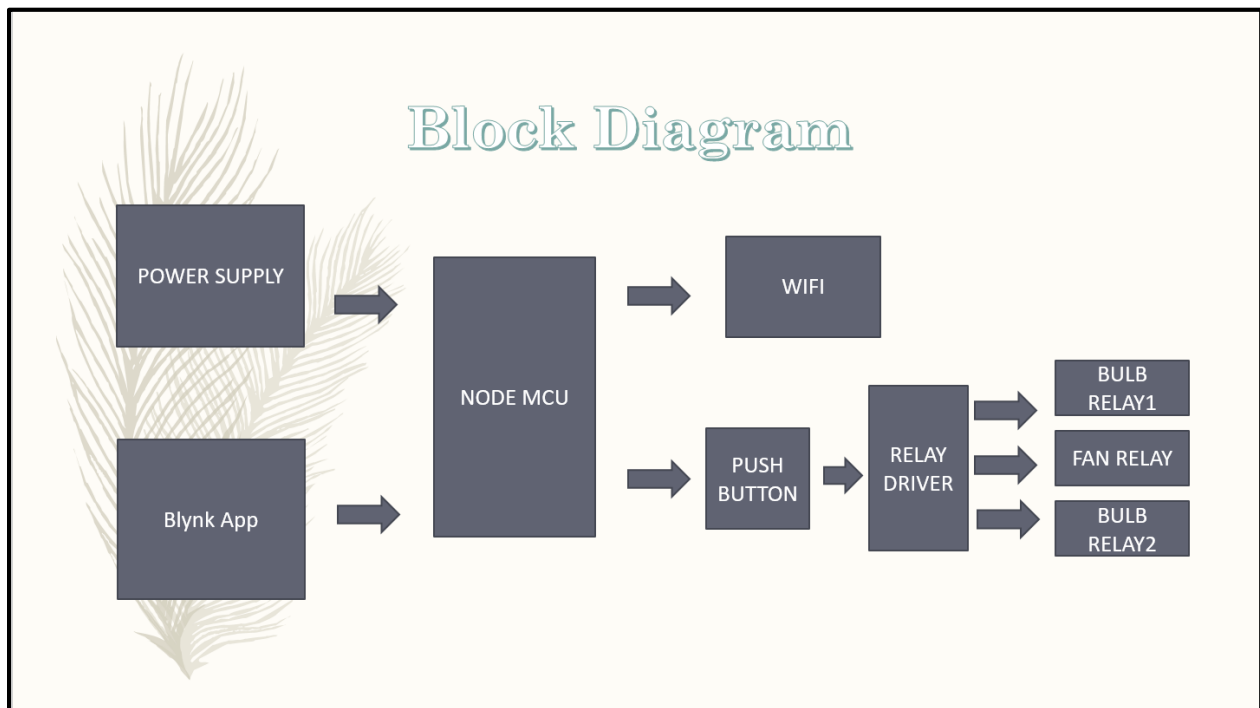 Block Diagram
POWER SUPPLY
Blynk App
NODE MCU
WIFI
PUSH
BUTTON
RELAY
DRIVER
BULB
RELAY1
FAN RELAY
BULB
RELAY2